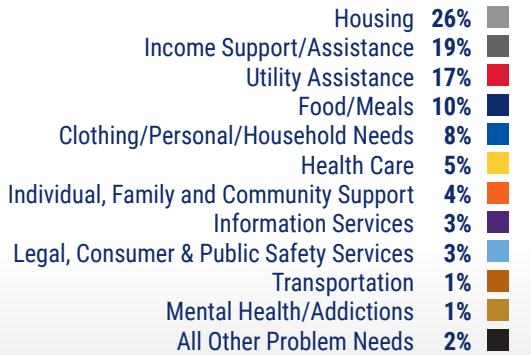 Housing 26%
Income Support/Assistance 19%
Utility Assistance 17%
Food/Meals 10%
Clothing/Personal/Household Needs 8%
Health Care 5%
Individual, Family and Community Support 4%
Information Services 3%
Legal, Consumer & Public Safety Services 3%
Transportation 1%
Mental Health/Addictions 1%
All Other Problem Needs 2%